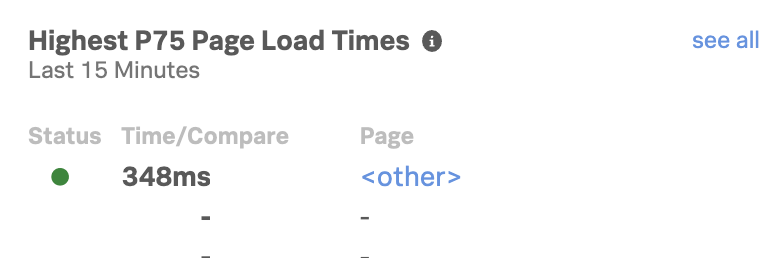 Highest P75 Page Load Times see all
Last 15 Minutes
Status Time/Compare Page
348ms <other>
- -
- -